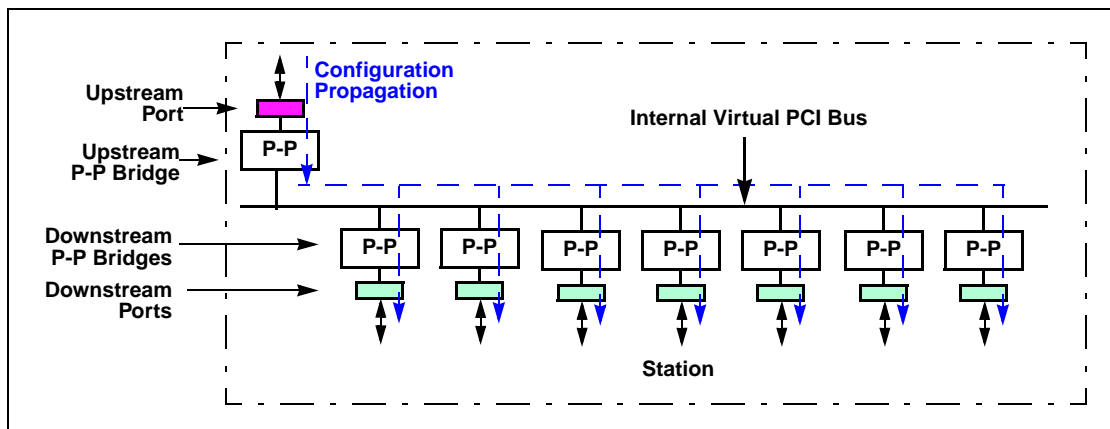 Configuration
Propagation
Upstream
Port
Internal Virtual PCI Bus
P-P
Upstream
P-P Bridge
Downstream
P-P Bridges
P-P P-P P-P P-P P-P P-P P-P
Downstream
Ports
Station